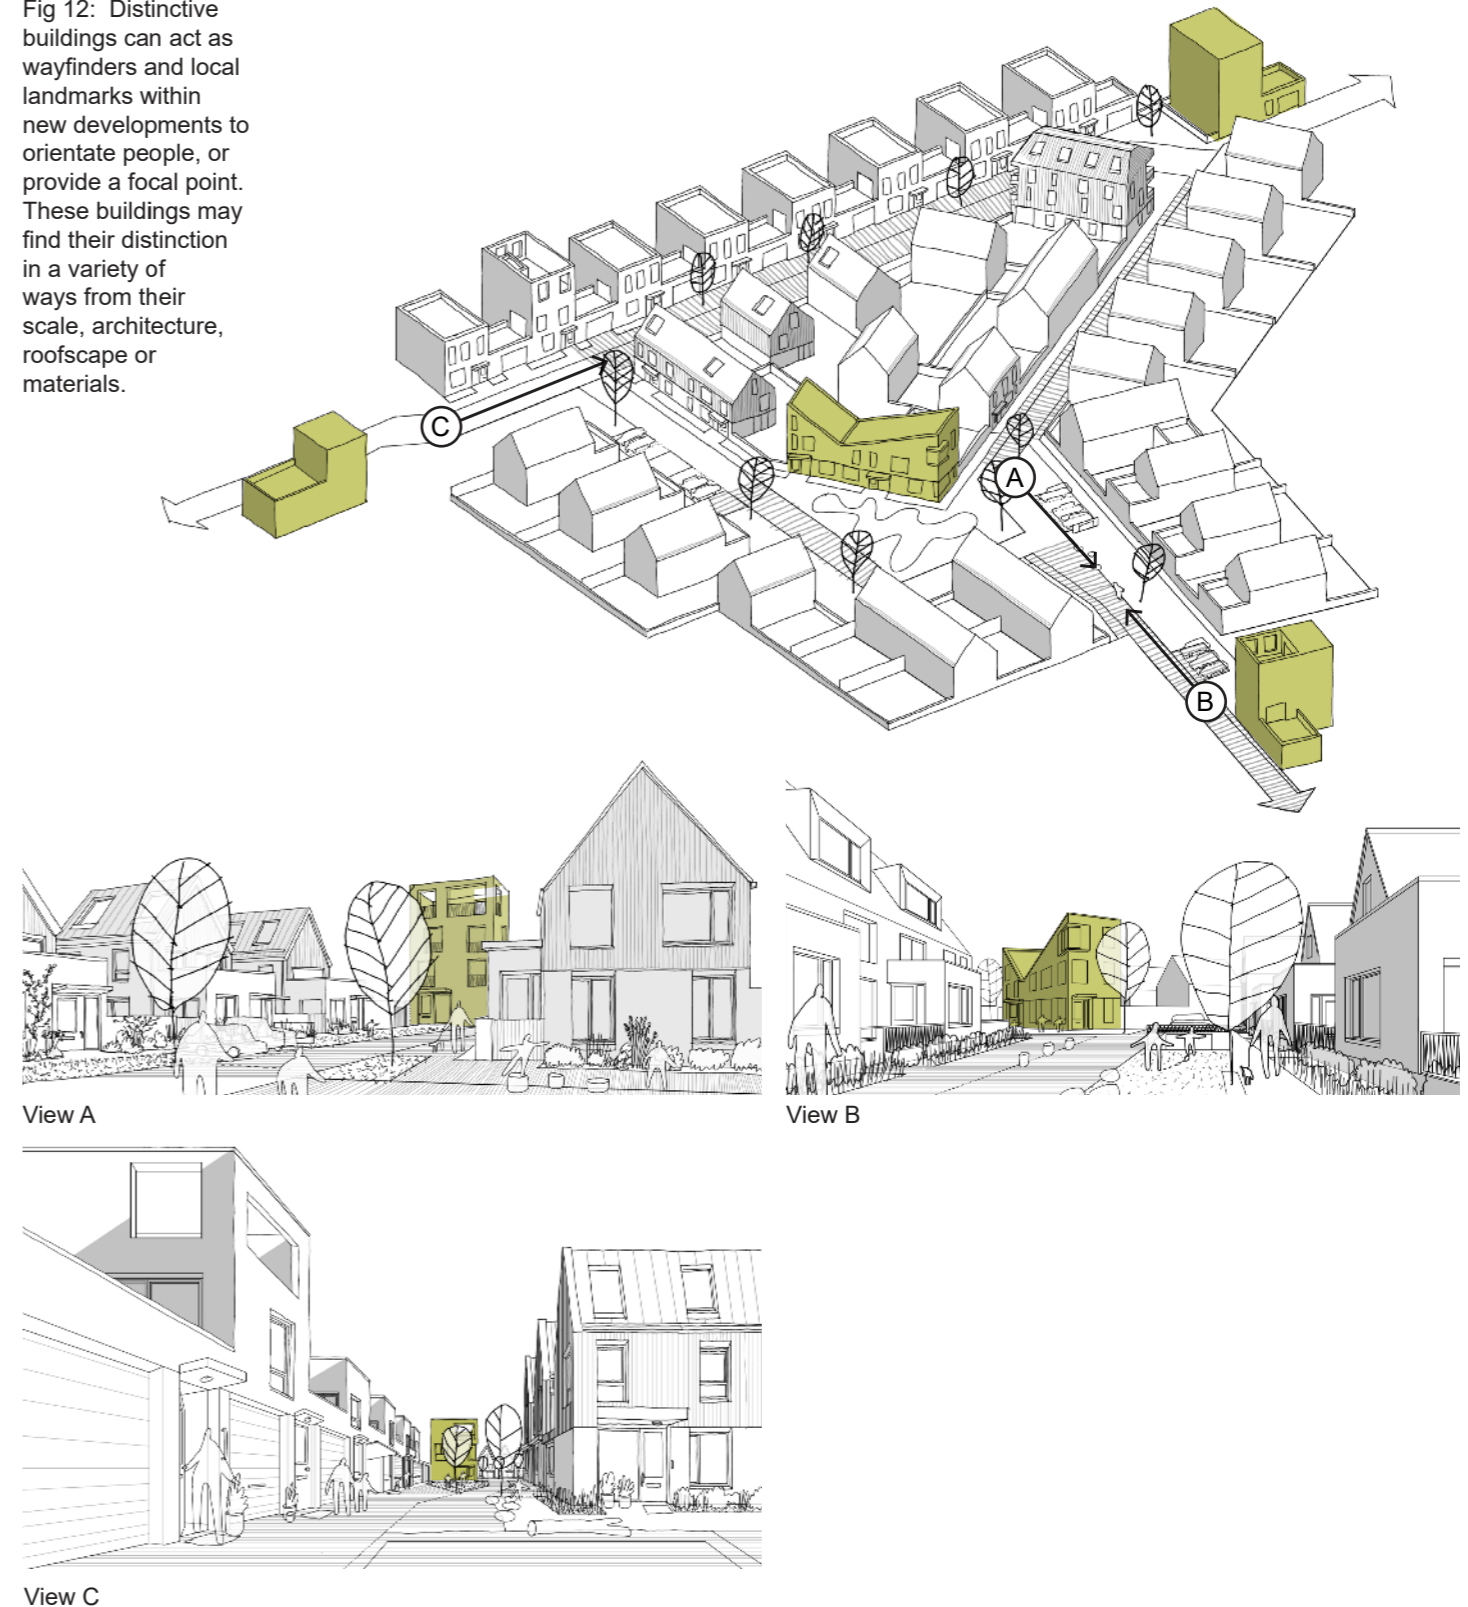 Fig 12: Distinctive
buildings can act as
wayfinders and local
landmarks within
new developments to
orientate people, or
provide a focal point.
These buildings may
find their distinction
in a variety of
ways from their
scale, architecture,
roofscape or
materials.
C
A
B
View A
View B
View C